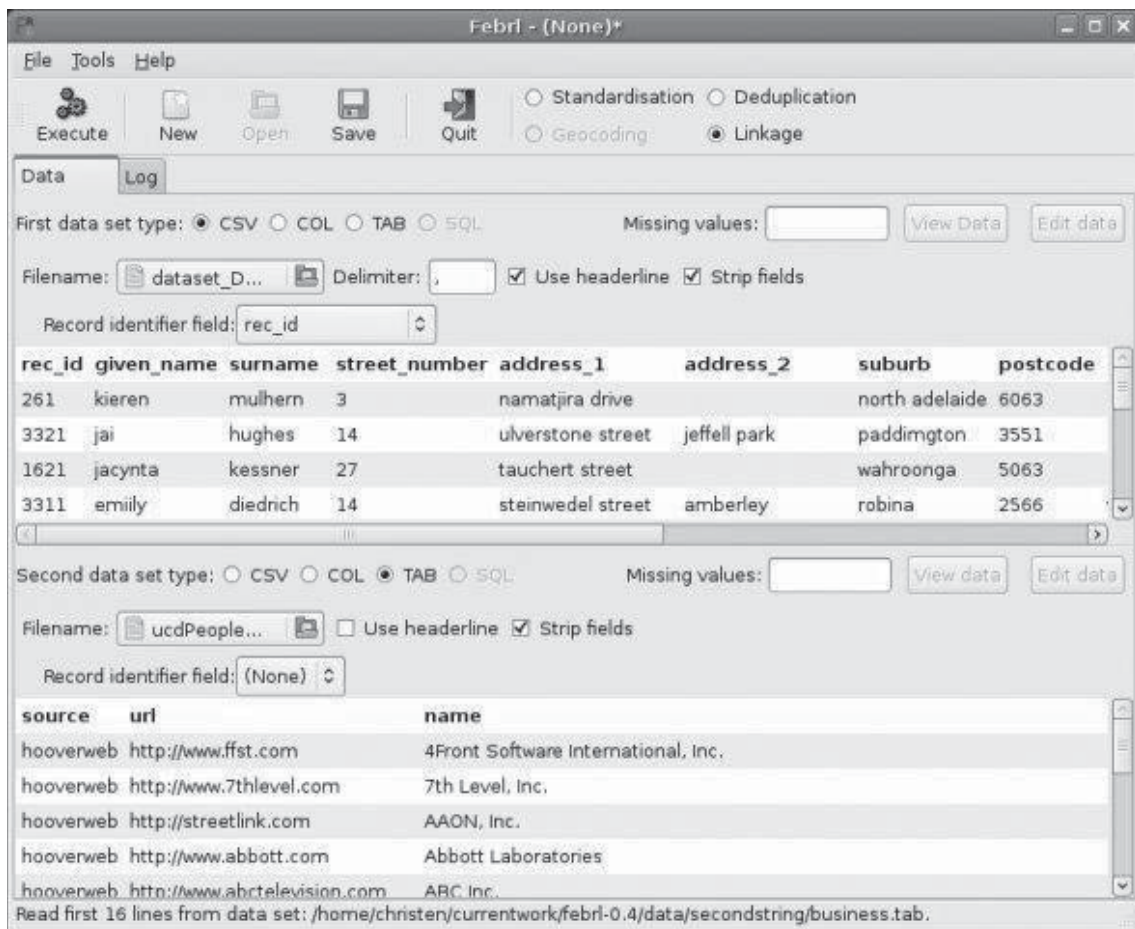 Febrl - (None)*
File Tools Help
Execute New Open Save Quit Standardisation Deduplication
Geocoding Linkage
Data Log
First data set type: CSV COL TAB SQL Missing values: View Data Edit data
Filename: dataset_D... Delimiter: , Use headerline Strip fields
Record identifier field: rec_id
rec_id given_name surname street_number address_1 address_2 suburb postcode
261 kieren mulhern 3 namatjira drive north adelaide 6063
3321 jai hughes 14 ulverstone street jeffell park paddimgton 3551
1621 jacynta kessner 27 tauchert street wahroonga 5063
3311 emiily diedrich 14 steinwedel street amberley robina 2566
Second data set type: CSV COL TAB SQL Missing values: View data Edit data
Filename: ucdPeople... Use headerline Strip fields
Record identifier field: (None)
source url name
hooverweb http://www.ffst.com 4Front Software International, Inc.
hooverweb http://www.7thlevel.com 7th Level, Inc.
hooverweb http://streetlink.com AAON, Inc.
hooverweb http://www.abbott.com Abbott Laboratories
hooverweb http://www.abctelevision.com ABC Inc.
Read first 16 lines from data set: /home/christen/currentwork/febrl-0.4/data/secondstring/business.tab.